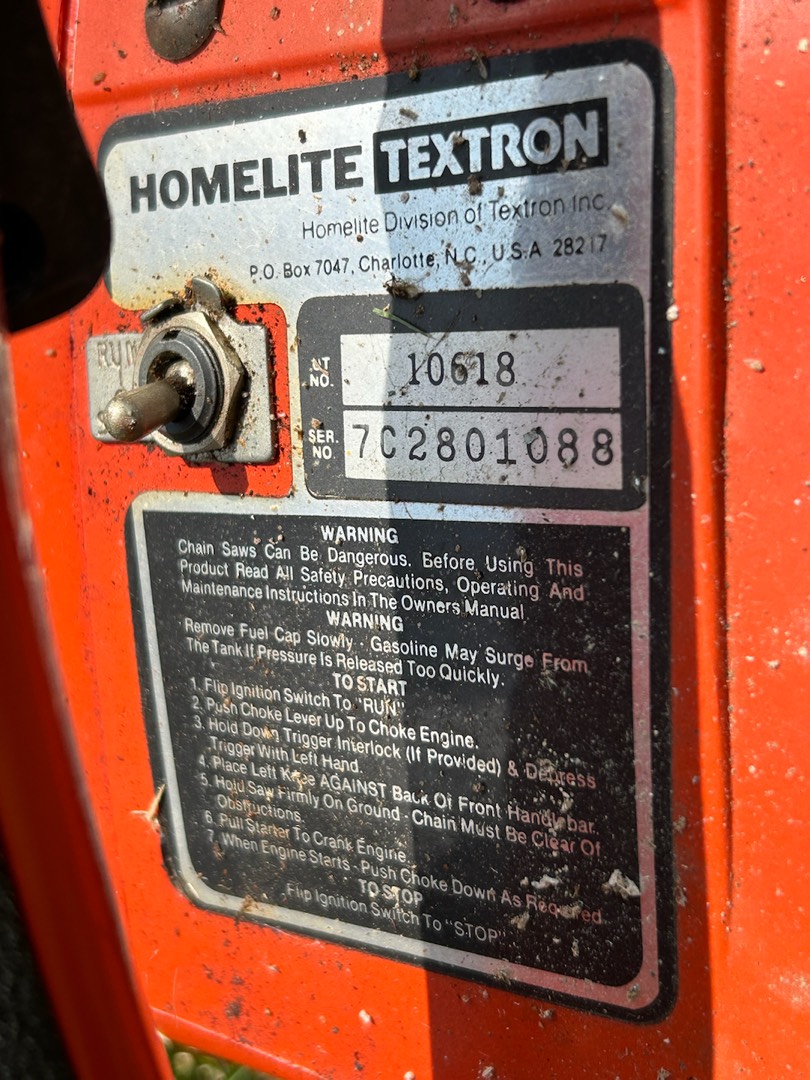 HOMELITE TEXTRON
Homelite Division of Textron Inc.
P.O. Box 7047, Charlotte, N.C., U.S.A 28217
RUN
UT NO. 10618
SER. NO. 7C2801088
WARNING
Chain Saws Can Be Dangerous. Before Using This
Product Read All Safety Precautions, Operating And
Maintenance Instructions In The Owners Manual
WARNING
Remove Fuel Cap Slowly - Gasoline May Surge From
The Tank If Pressure Is Released Too Quickly.
TO START
1. Flip Ignition Switch To "RUN"
2. Push Choke Lever Up To Choke Engine.
3. Hold Down Trigger Interlock (If Provided) & Depress
Trigger With Left Hand.
4. Place Left Knee AGAINST Back Of Front Handlebar.
5. Hold Saw Firmly On Ground - Chain Must Be Clear Of
Obstructions.
6. Pull Starter To Crank Engine.
7. When Engine Starts - Push Choke Down As Required
TO STOP
Flip Ignition Switch To "STOP"